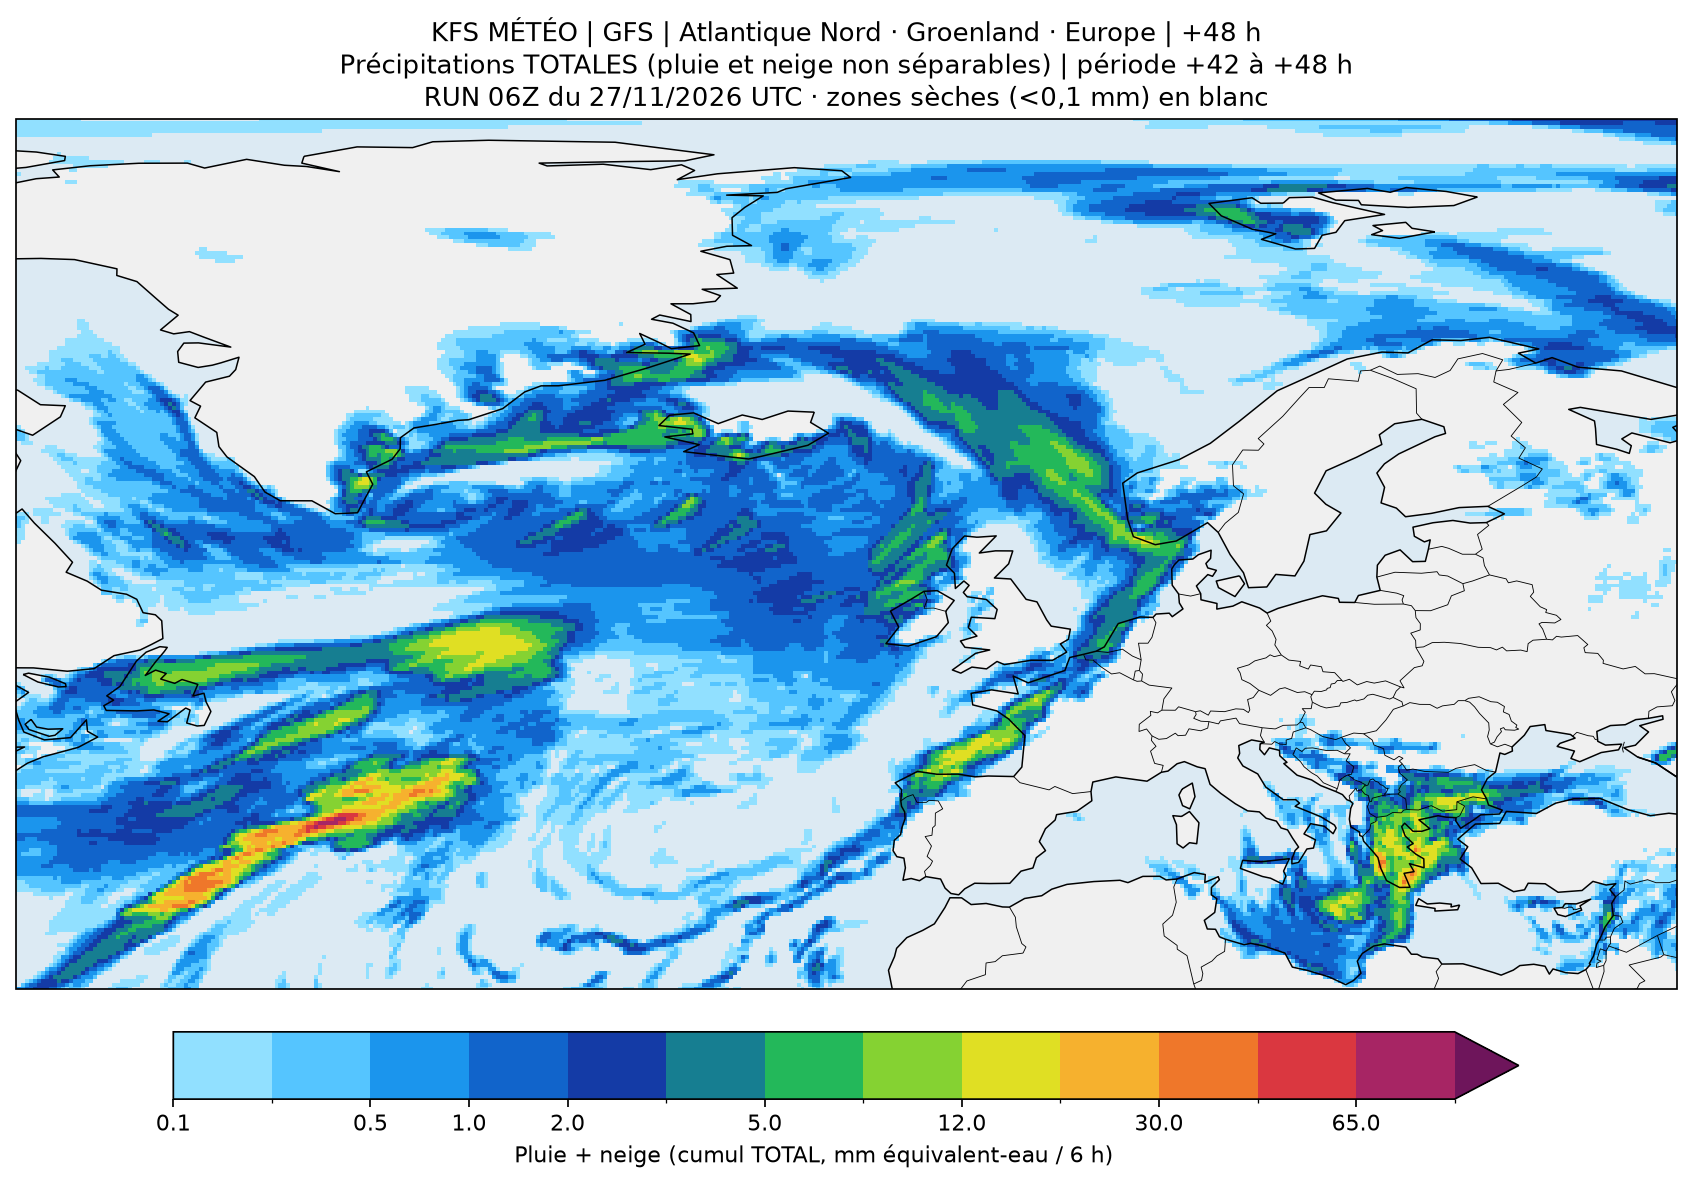 KFS MÉTÉO | GFS | Atlantique Nord · Groenland · Europe | +48 h
Précipitations TOTALES (pluie et neige non séparables) | période +42 à +48 h
RUN 06Z du 27/11/2026 UTC · zones sèches (<0,1 mm) en blanc
0.1 0.5 1.0 2.0 5.0 12.0 30.0 65.0
Pluie + neige (cumul TOTAL, mm équivalent-eau / 6 h)